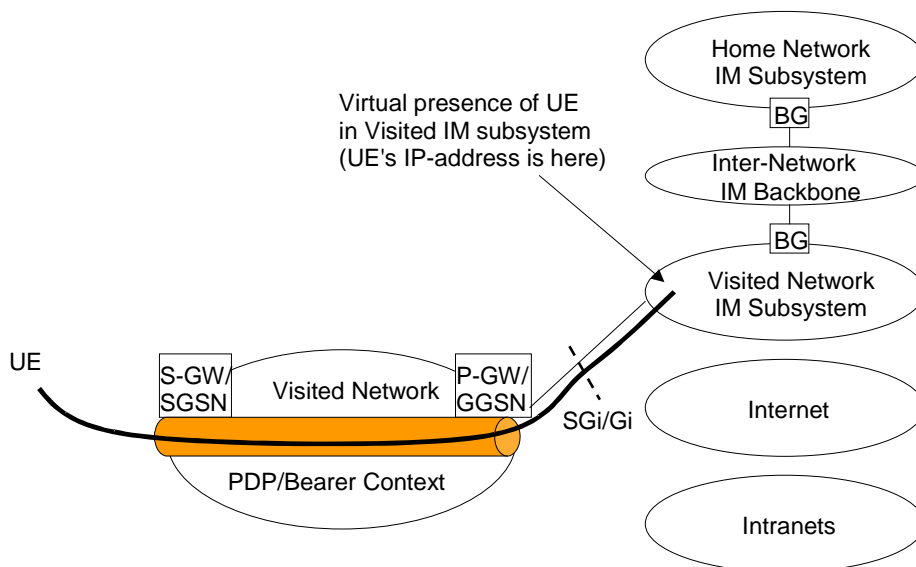 Home Network
IM Subsystem
BG
Virtual presence of UE
in Visited IM subsystem
(UE's IP-address is here)
Inter-Network
IM Backbone
BG
Visited Network
IM Subsystem
UE
S-GW/
SGSN
Visited Network
P-GW/
GGSN
SGi/Gi
Internet
PDP/Bearer Context
Intranets